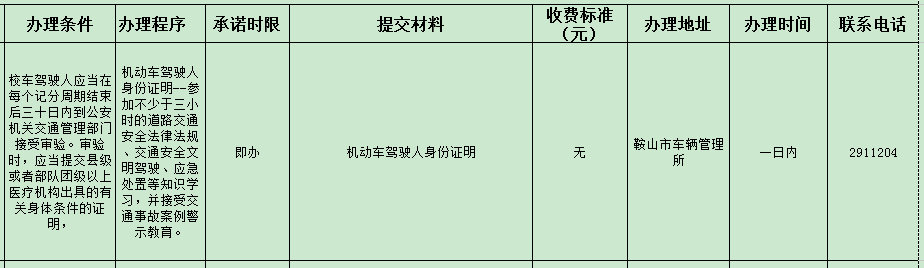 办理条件
办理程序
承诺时限
提交材料
收费标准
（元）
办理地址
办理时间
联系电话
校车驾驶人应当在
每个记分周期结束
后三十日内到公安
机关交通管理部门
接受审验。审验
时，应当提交县级
或者部队团级以上
医疗机构出具的有
关身体条件的证
明，
机动车驾驶人
身份证明--参
加不少于三小
时的道路交通
安全法律法规
、交通安全文
明驾驶、应急
处置等知识学
习，并接受交
通事故案例警
示教育。
即办
机动车驾驶人身份证明
无
鞍山市车辆管理
所
一日内
2911204